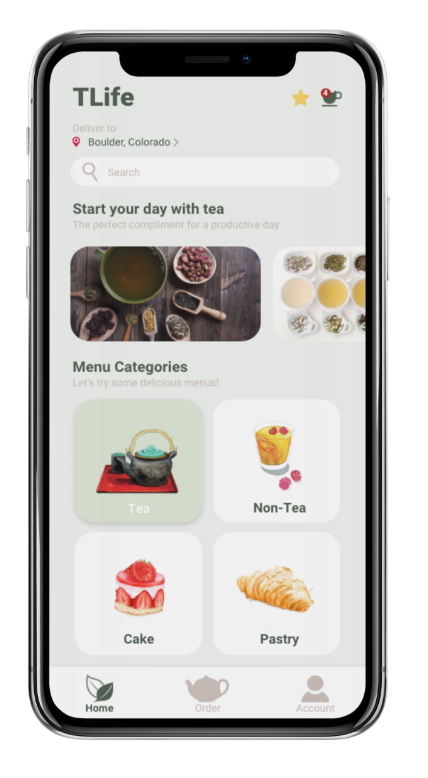 TLife
4
Deliver to
Boulder, Colorado >
Search
Start your day with tea
The perfect compliment for a productive day
Menu Categories
Let's try some delicious menus!
Tea
Non-Tea
Cake
Pastry
Home
Order
Account